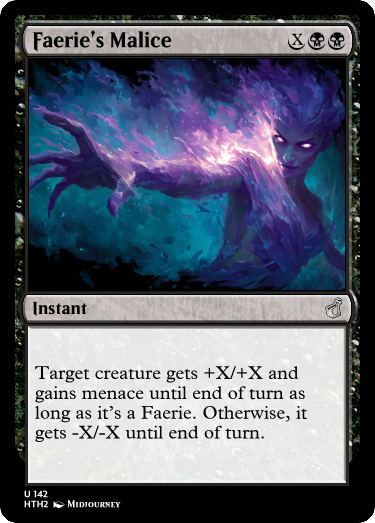 Faerie's Malice X
Instant
Target creature gets +X/+X and
gains menace until end of turn as
long as it's a Faerie. Otherwise, it
gets -X/-X until end of turn.
U 142
HTH2 Midjourney